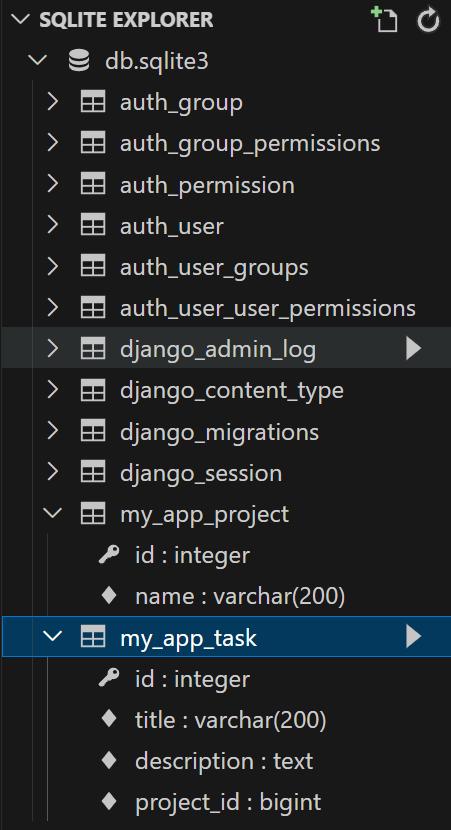 SQLITE EXPLORER
db.sqlite3
auth_group
auth_group_permissions
auth_permission
auth_user
auth_user_groups
auth_user_user_permissions
django_admin_log
django_content_type
django_migrations
django_session
my_app_project
id : integer
name : varchar(200)
my_app_task
id : integer
title : varchar(200)
description : text
project_id : bigint